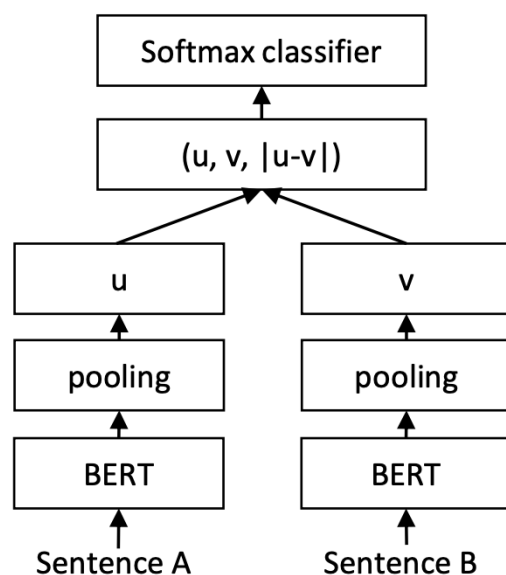 Softmax classifier
(u, v, |u-v|)
u
v
pooling
pooling
BERT
BERT
Sentence A
Sentence B